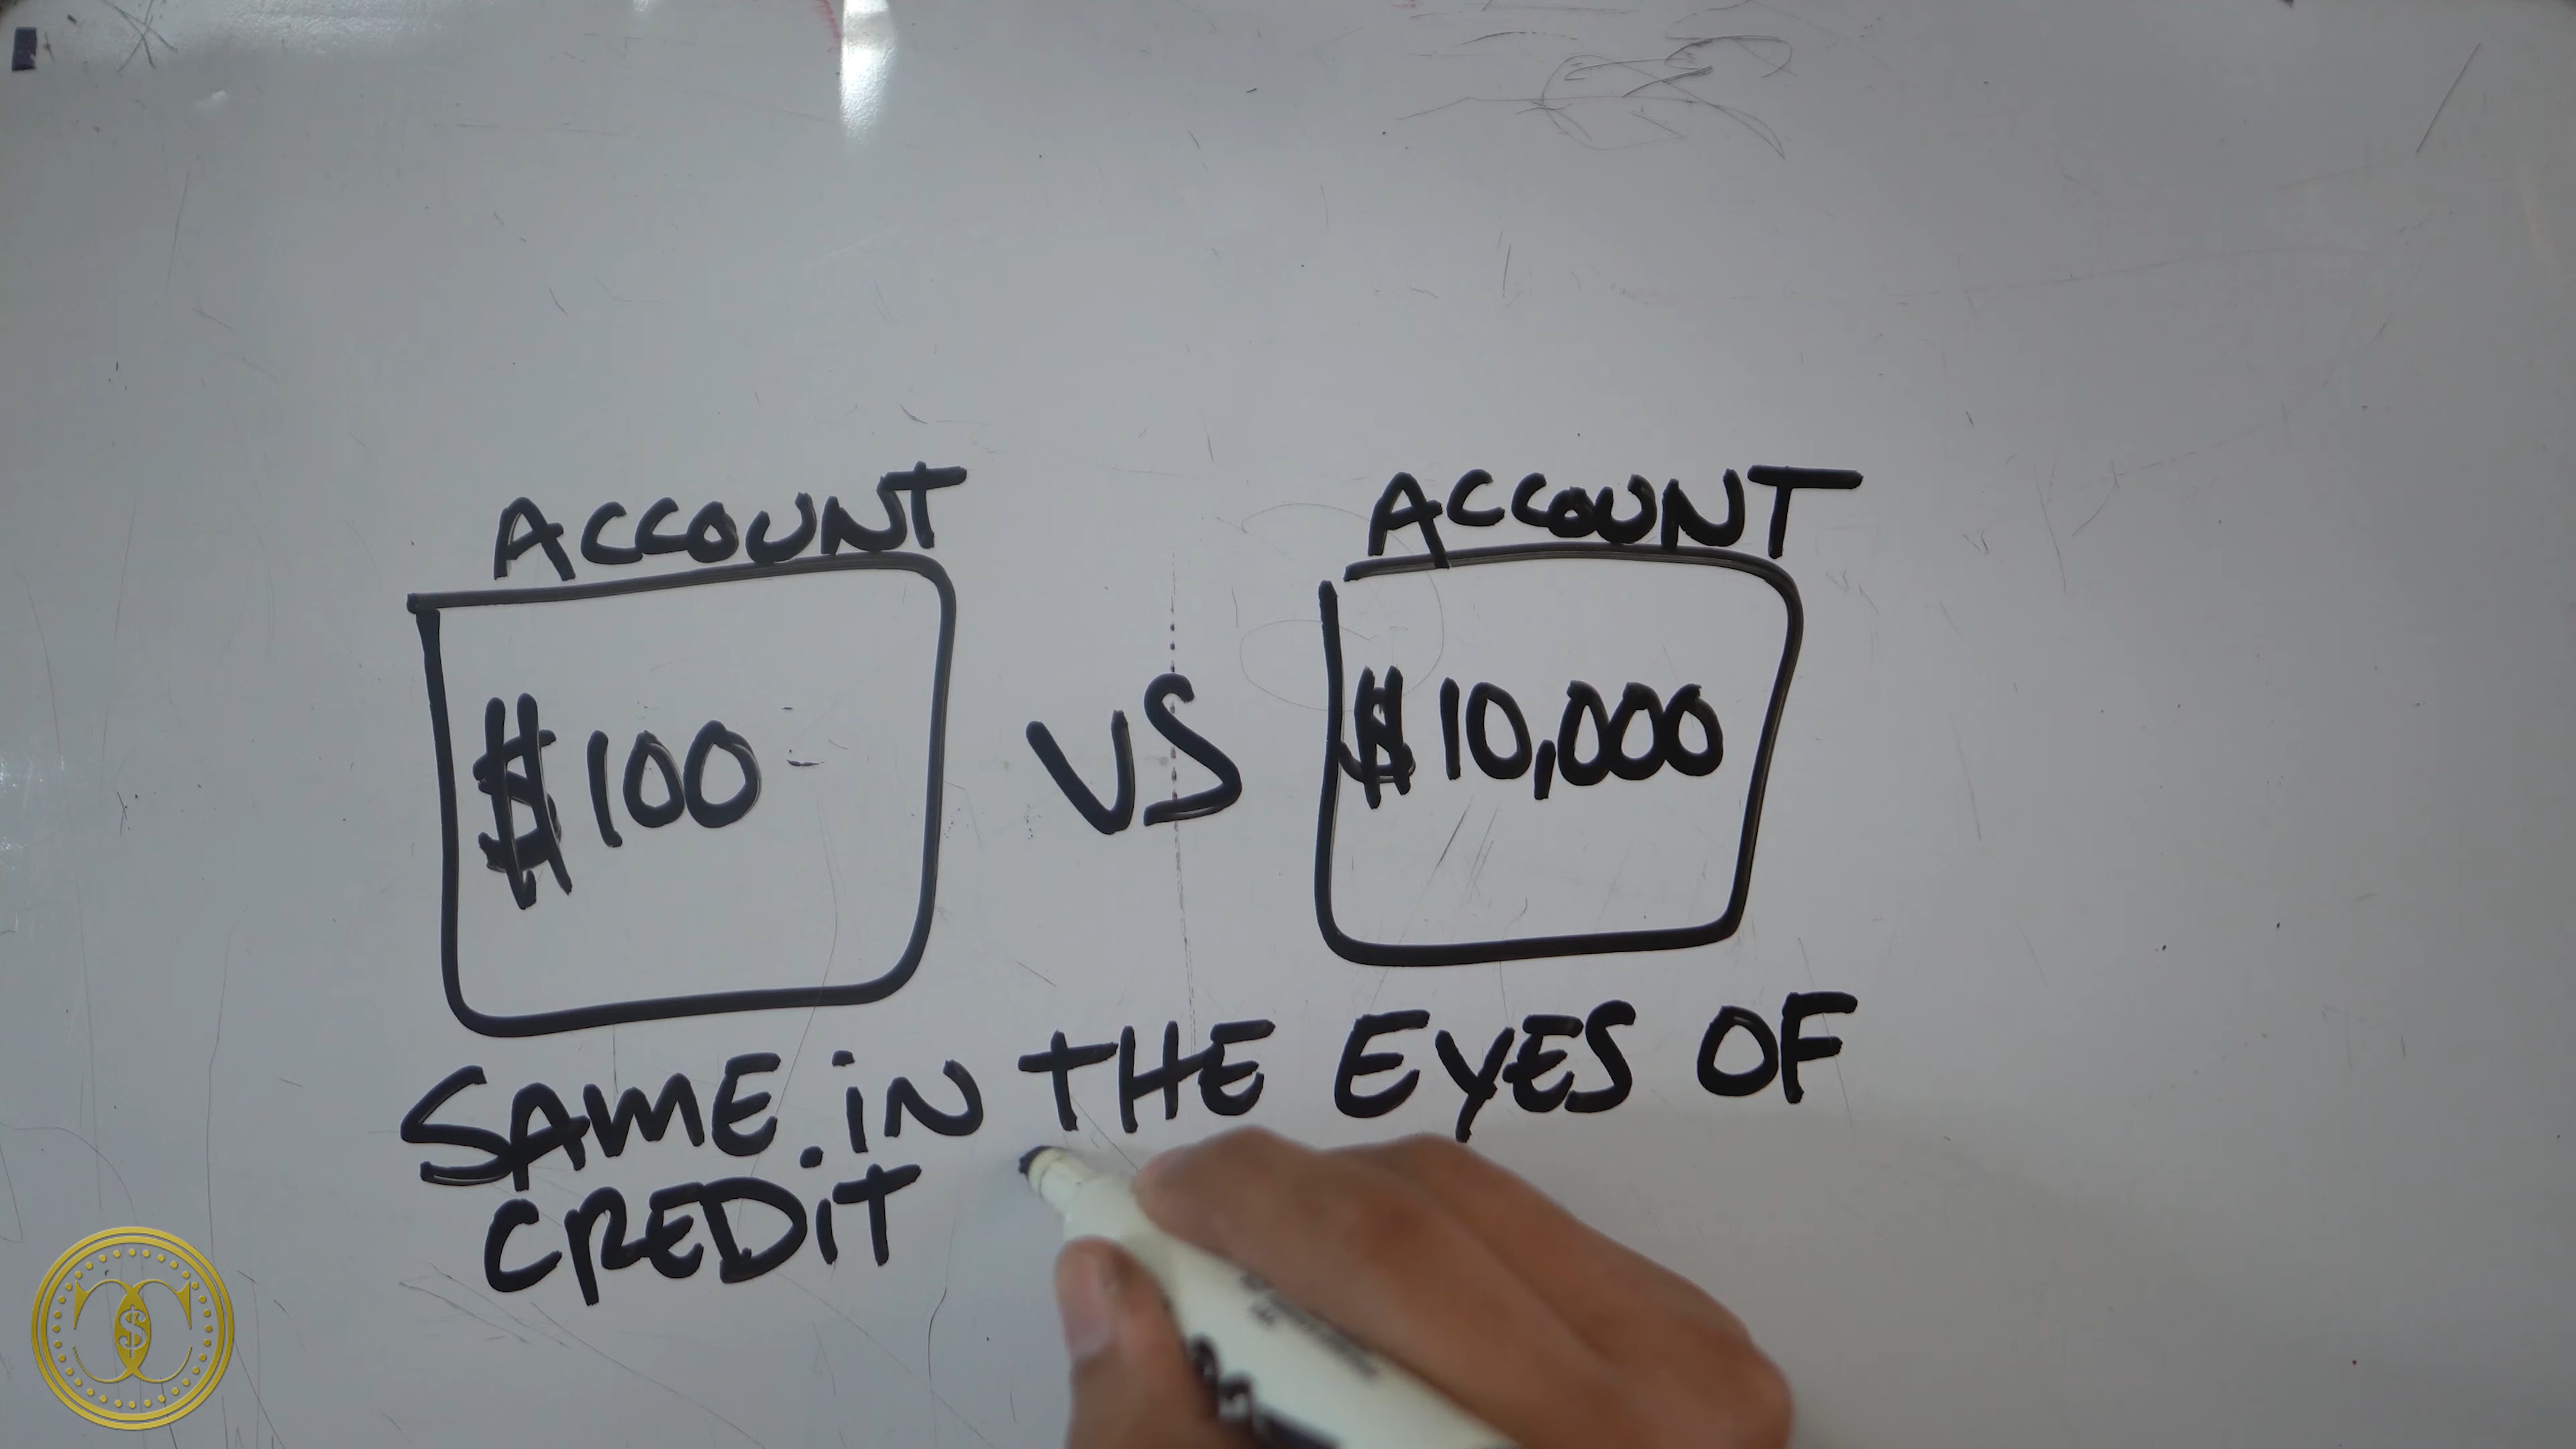 ACCOUNT
ACCOUNT
$100
VS
$10,000
SAME IN THE EYES OF
CREDIT